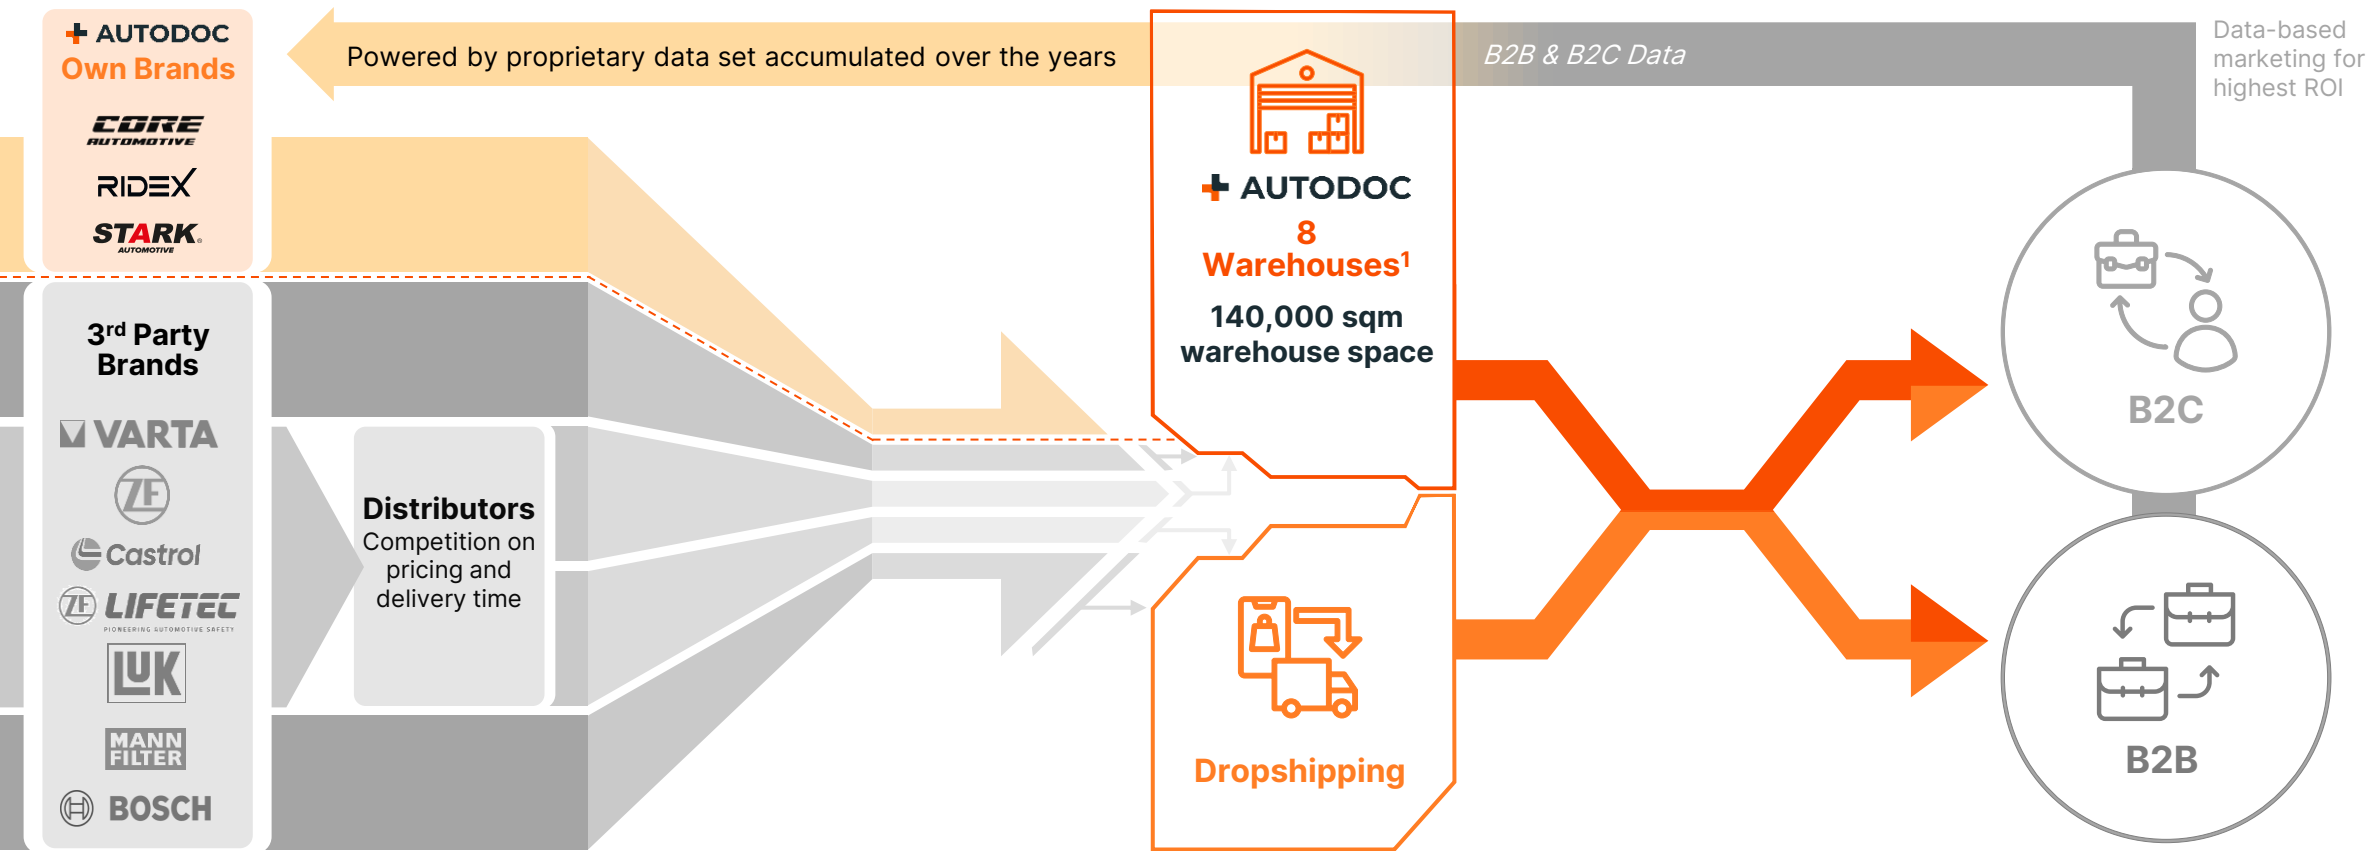 AUTODOC
Own Brands
CORE
AUTOMOTIVE
RIDEX
STARK®
AUTOMOTIVE
3rd Party
Brands
VARTA
ZF
Castrol
ZF LIFETEC
PIONEERING AUTOMOTIVE SAFETY
LUK
MANN
FILTER
BOSCH
Distributors
Competition on
pricing and
delivery time
Powered by proprietary data set accumulated over the years
AUTODOC
8
Warehouses¹
140,000 sqm
warehouse space
Dropshipping
B2B & B2C Data
Data-based
marketing for
highest ROI
B2C
B2B